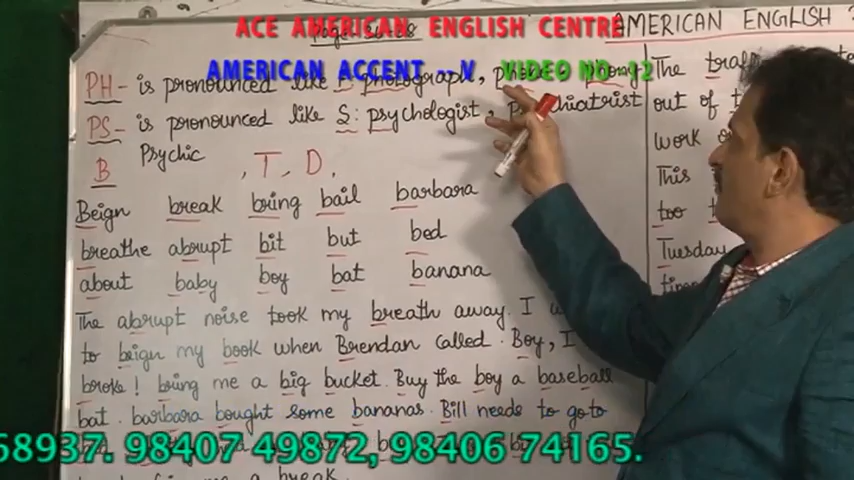 ACE AMERICAN ENGLISH CENTRE
AMERICAN ACCENT - V VIDEO NO 12
AMERICAN ENGLISH
PH - is pronounced like F: photograph,
PS - is pronounced like S: psychologist, psychiatrist
Psychic
B , T, D.
Beign break bring bail barbara
breathe abrupt bit but bed
about baby boy bat banana
The abrupt noise took my breath away. I
to beign my book when Brendan called. Boy, I
broke! bring me a big bucket. Buy the boy a baseball
bat. barbara bought some bananas. Bill needs to go to
me a break.
The
out of
work
This
too
Tuesday
58937. 98407 49872, 98406 74165.